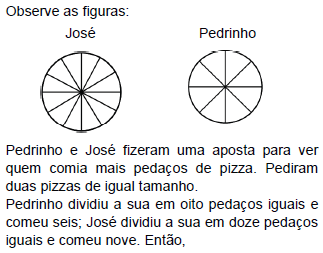 Observe as figuras:
José Pedrinho
Pedrinho e José fizeram uma aposta para ver
quem comia mais pedaços de pizza. Pediram
duas pizzas de igual tamanho.
Pedrinho dividiu a sua em oito pedaços iguais e
comeu seis; José dividiu a sua em doze pedaços
iguais e comeu nove. Então,